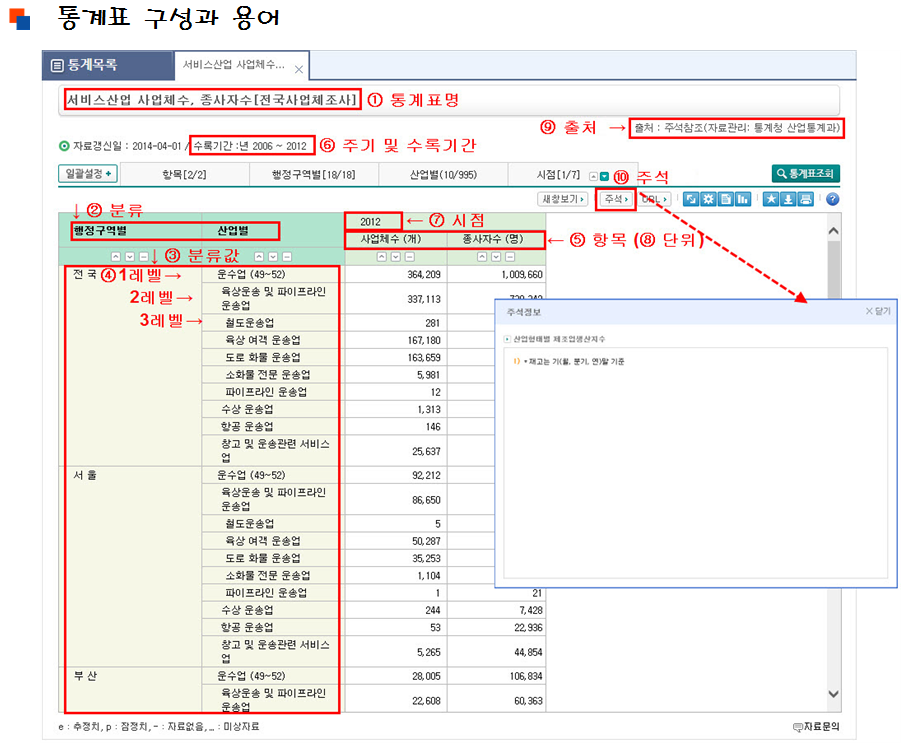 통계표 구성과 용어
통계목록
서비스산업 사업체수...
서비스산업 사업체수, 종사자수[전국사업체조사] ① 통계표명
⑨ 출처 → 출처 : 주석참조(자료관리: 통계청 산업통계과)
자료갱신일 : 2014-04-01 / 수록기간 :년 2006 ~ 2012 ⑥ 주기 및 수록기간
일괄설정 + 항목[2/2] 행정구역별[18/18] 산업별(10/995) 시점[1/7] ⑩ 주석 통계표조회
새창보기 주석 URL
↓② 분류
행정구역별 산업별 2012 ← ⑦ 시점
사업체수 (개) 종사자수 (명) ← ⑤ 항목 (⑧ 단위)
↓③ 분류값
전 국 ④1레벨→ 운수업 (49~52) 364,209 1,009,660
2레벨→ 육상운송 및 파이프라인 운송업 337,113
3레벨→ 철도운송업 281
육상 여객 운송업 167,180
도로 화물 운송업 163,659
소화물 전문 운송업 5,981
파이프라인 운송업 12
수상 운송업 1,313
항공 운송업 146
창고 및 운송관련 서비스업 25,637
서 울 운수업 (49~52) 92,212
육상운송 및 파이프라인 운송업 86,650
철도운송업 5
육상 여객 운송업 50,287
도로 화물 운송업 35,253
소화물 전문 운송업 1,104
파이프라인 운송업 1 21
수상 운송업 244 7,428
항공 운송업 53 22,936
창고 및 운송관련 서비스업 5,265 44,854
부 산 운수업 (49~52) 28,005 106,834
육상운송 및 파이프라인 운송업 22,608 60,363
주석정보 닫기
산업형태별 제조업생산지수
1) * 재고는 기(월, 분기, 연)말 기준
e : 추정치, p : 잠정치, - : 자료없음, ... : 미상자료
자료문의